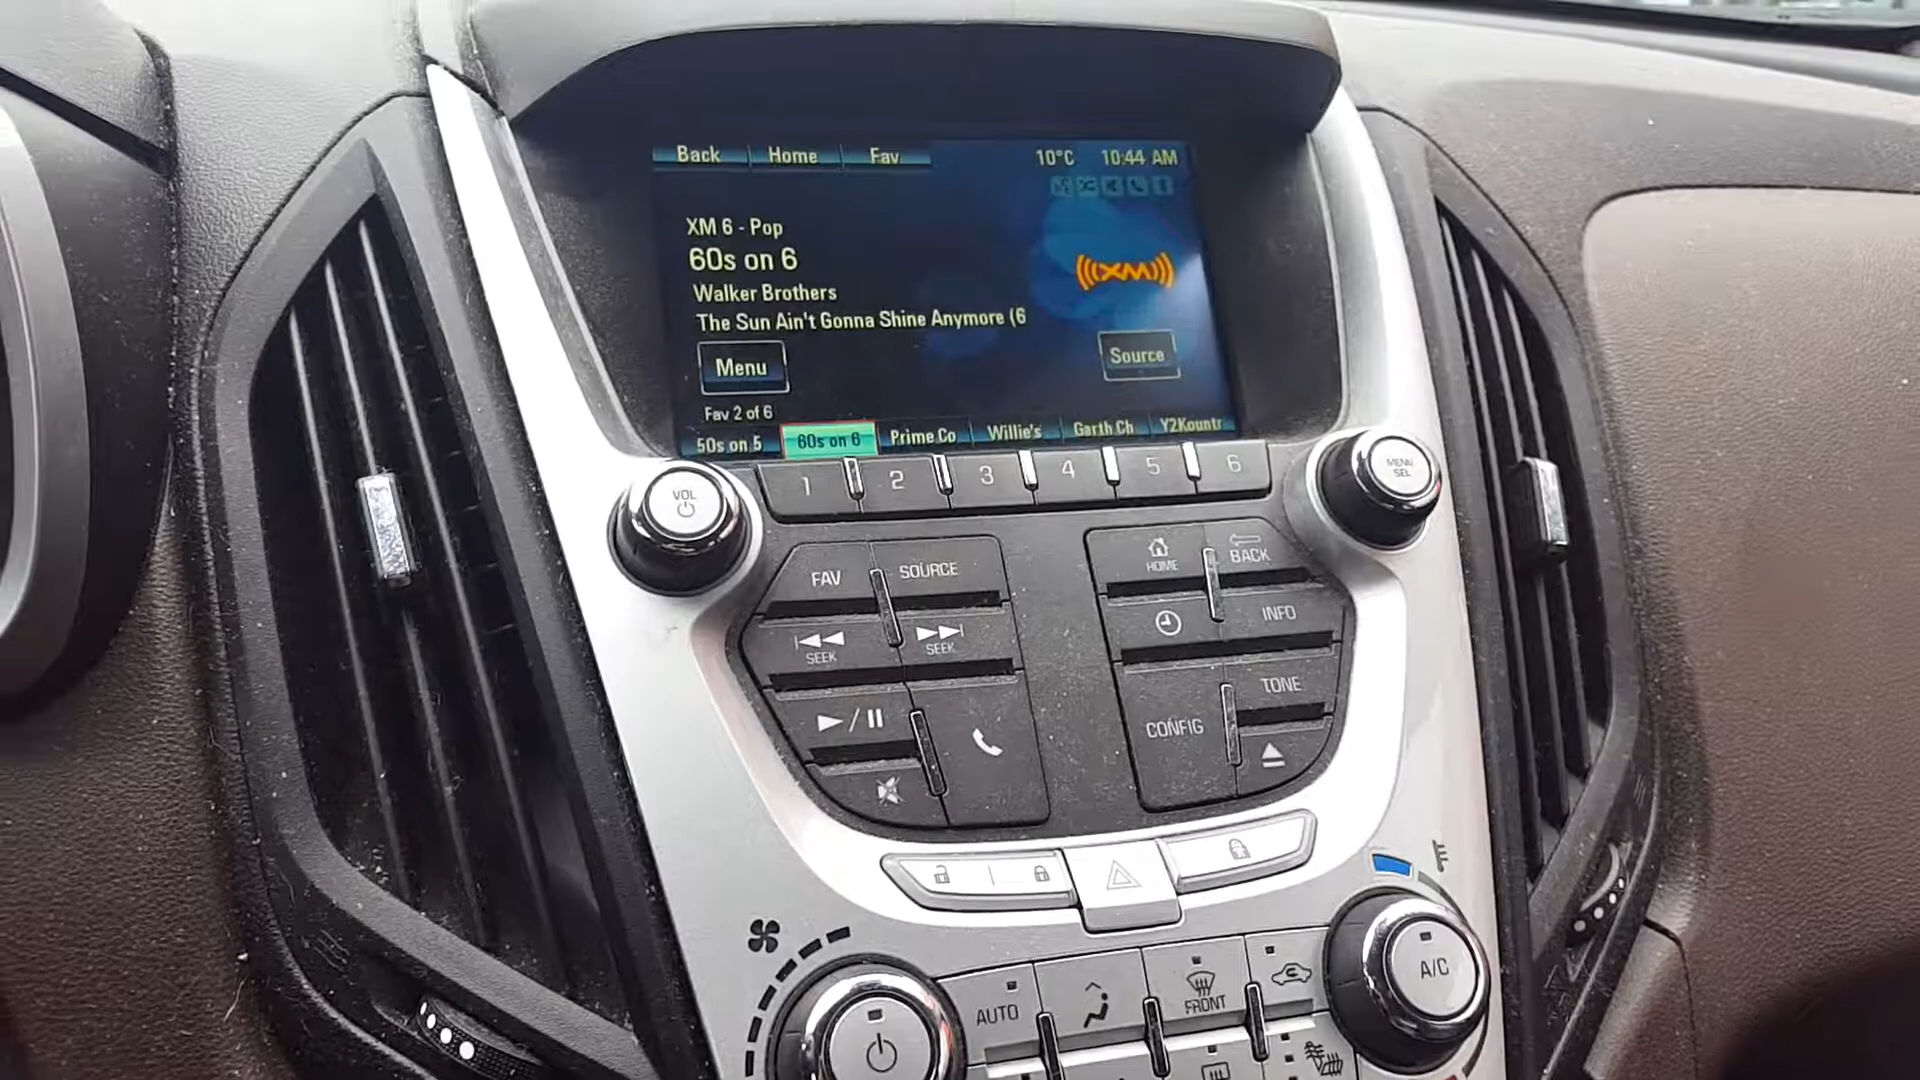 Back Home Fav 10°C 10:44 AM
XM 6 - Pop
60s on 6
((XM))
Walker Brothers
The Sun Ain't Gonna Shine Anymore (6
Menu
Source
Fav 2 of 6
50s on 5 60s on 6 Prime Co Willie's Garth Ch Y2Kountr
1 2 3 4 5 6
VOL
MENU
SEL
FAV SOURCE
HOME BACK
SEEK SEEK
INFO
TONE
CONFIG
AUTO
FRONT
A/C